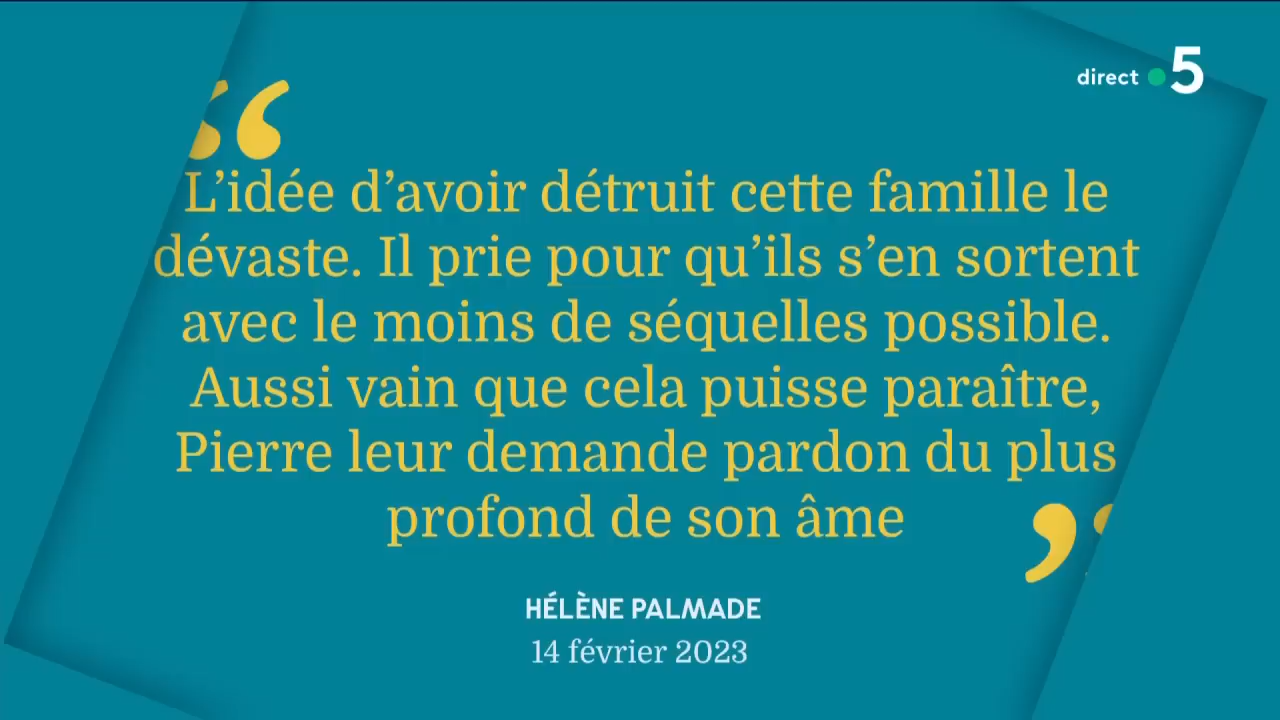 direct 5
“
L’idée d’avoir détruit cette famille le
dévaste. Il prie pour qu’ils s’en sortent
avec le moins de séquelles possible.
Aussi vain que cela puisse paraître,
Pierre leur demande pardon du plus
profond de son âme
”
HÉLÈNE PALMADE
14 février 2023